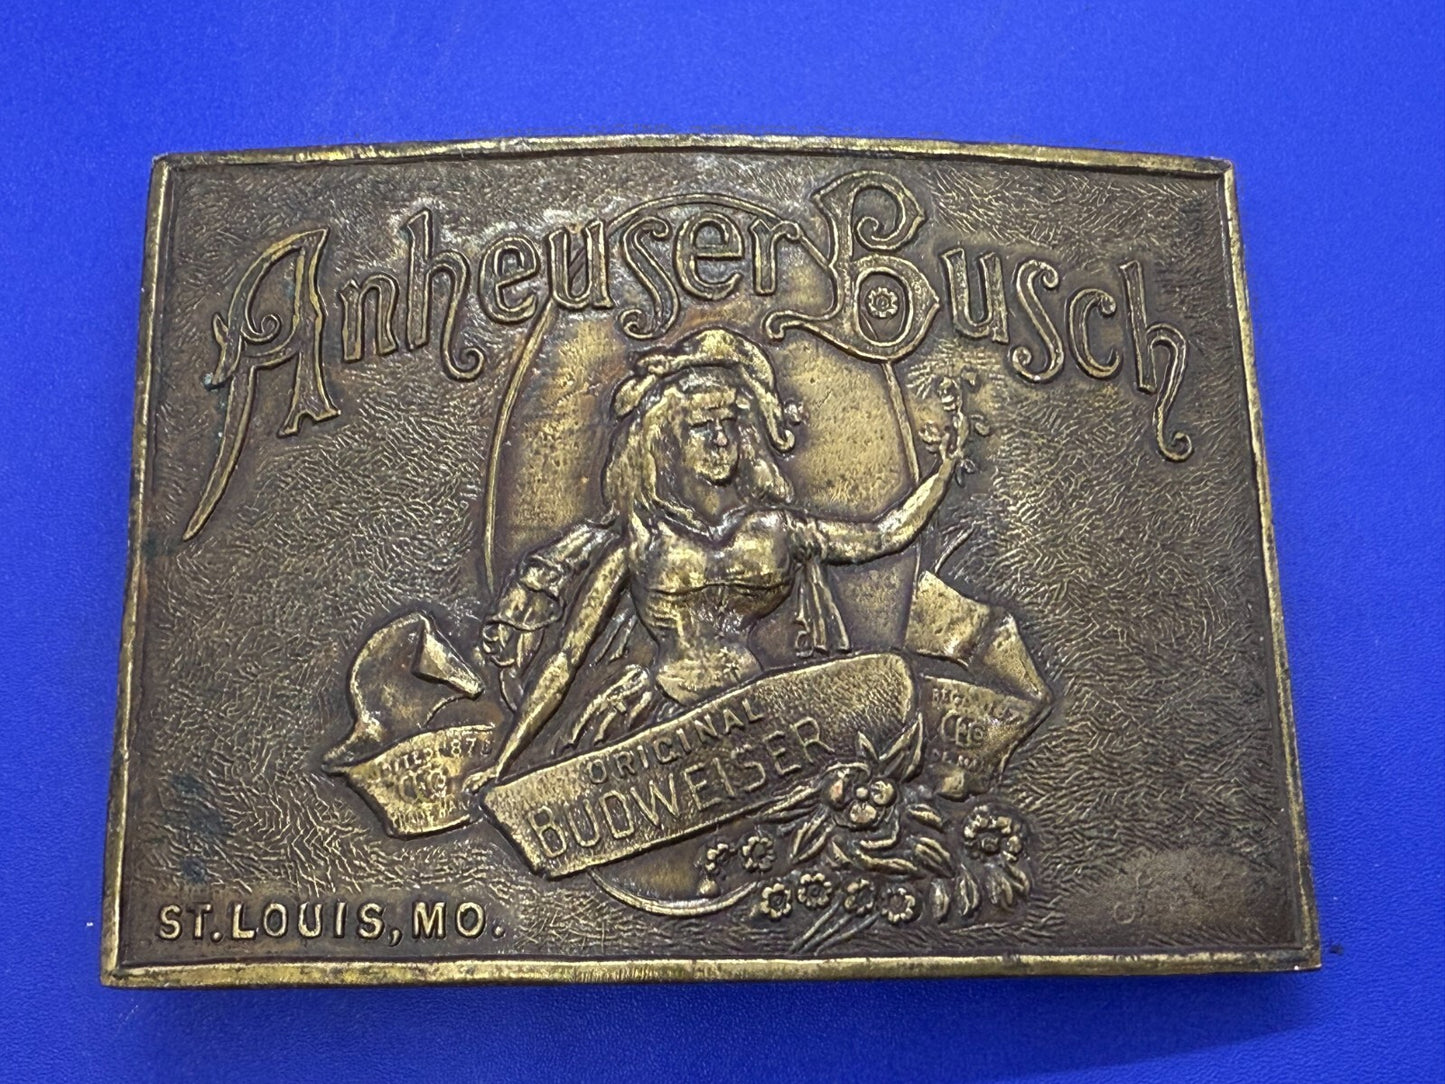 Anheuser Busch
ORIGINAL
BUDWEISER
ST. LOUIS, MO.